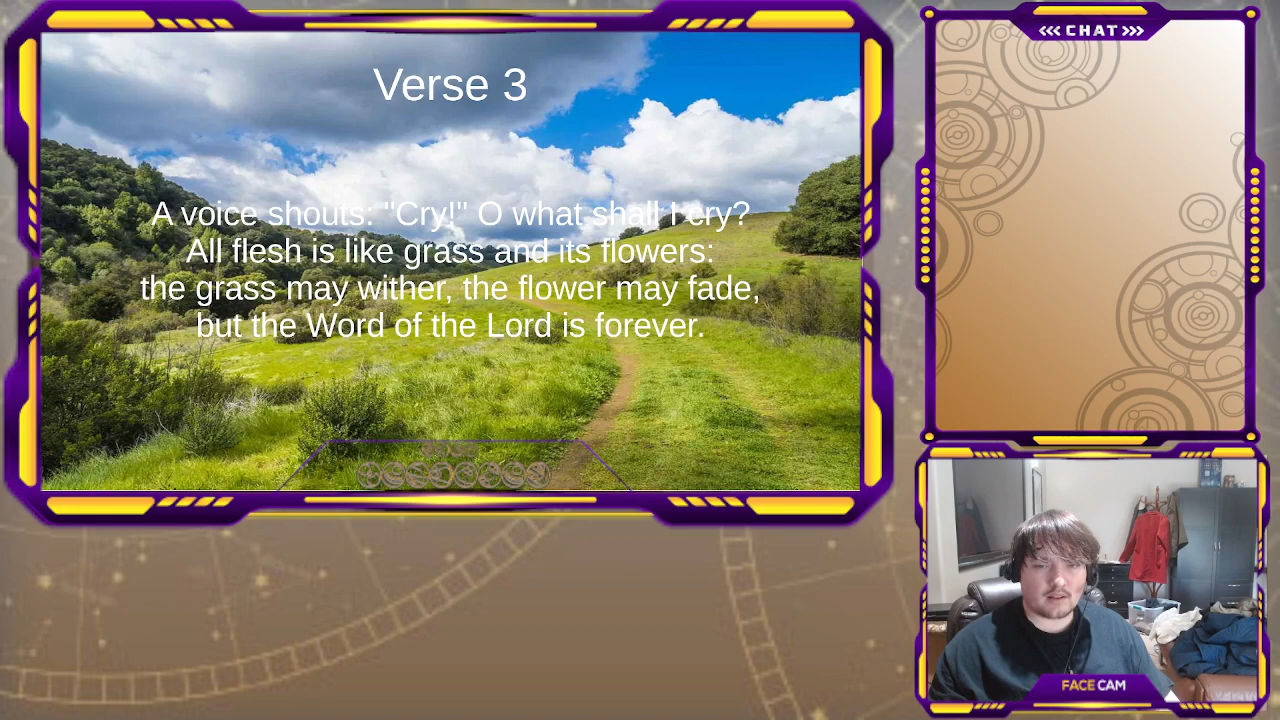 Verse 3
A voice shouts: "Cry!" O what shall I cry?
All flesh is like grass and its flowers:
the grass may wither, the flower may fade,
but the Word of the Lord is forever.
CHAT
FACE CAM